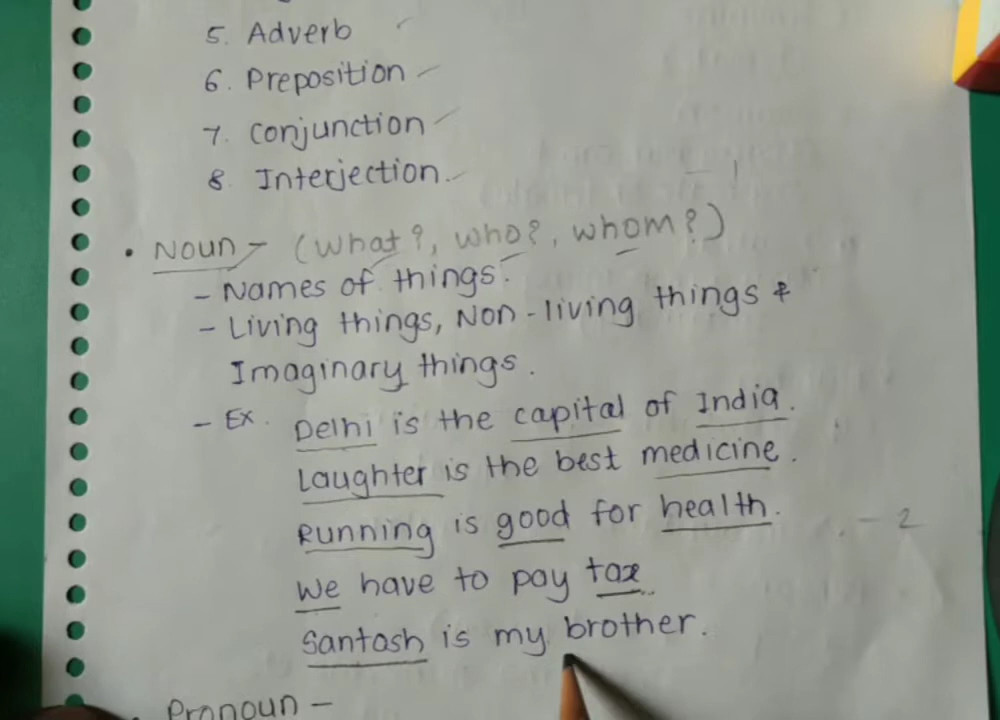 5. Adverb
6. Preposition
7. Conjunction
8. Interjection.
- 1
• Noun - (What?, who?, whom?)
- Names of things.
- Living things, Non-living things &
Imaginary things.
- Ex. Delhi is the capital of India.
Laughter is the best medicine.
Running is good for health.
- 2
We have to pay tax
Santosh is my brother.
Pronoun -